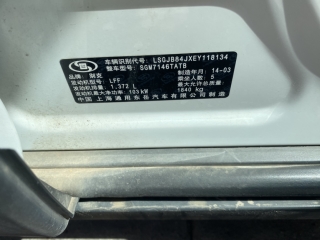 车辆识别代号: LSGJB84JXEY118134
整车型号: SGM7146TATB
品牌: 别克 制造年月: 14-03
发动机型号: LFF 乘坐人数: 5
发动机排量: 1.372 L 最大允许总质量:
发动机最大净功率: 103 kW 1840 kg
中国 上海通用东岳汽车有限公司 制造